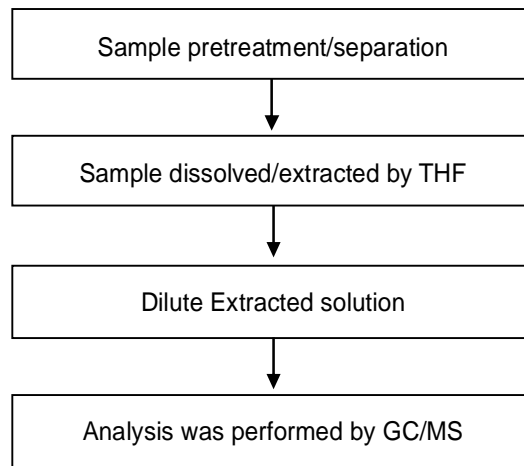 Sample pretreatment/separation
Sample dissolved/extracted by THF
Dilute Extracted solution
Analysis was performed by GC/MS